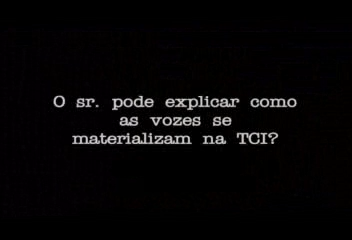 O sr. pode explicar como
as vozes se
materializam na TCI?